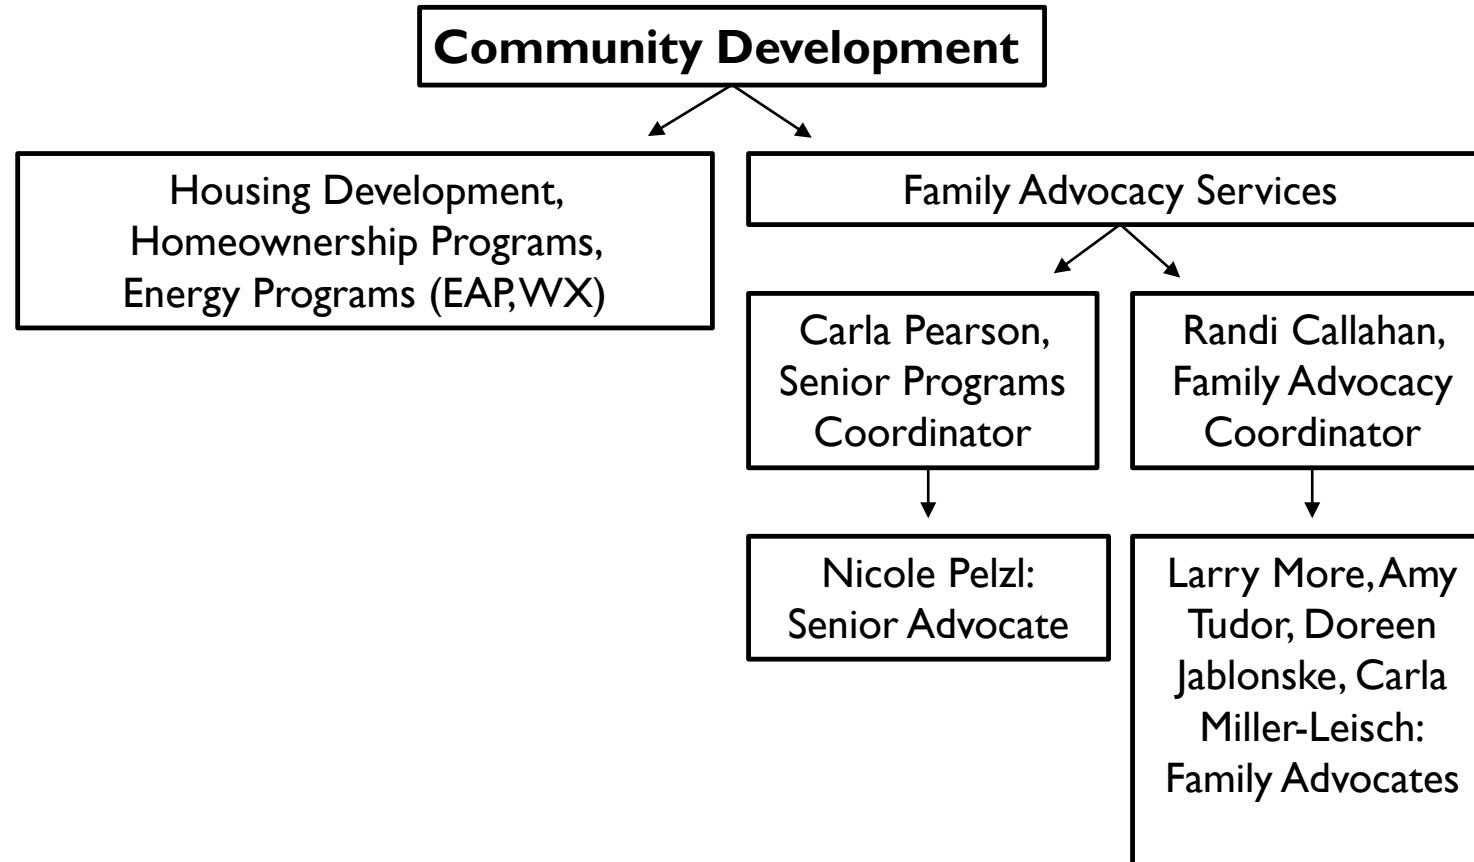 Community Development
Housing Development,
Homeownership Programs,
Energy Programs (EAP, WX)
Family Advocacy Services
Carla Pearson,
Senior Programs
Coordinator
Randi Callahan,
Family Advocacy
Coordinator
Nicole Pelzl:
Senior Advocate
Larry More, Amy
Tudor, Doreen
Jablonske, Carla
Miller-Leisch:
Family Advocates